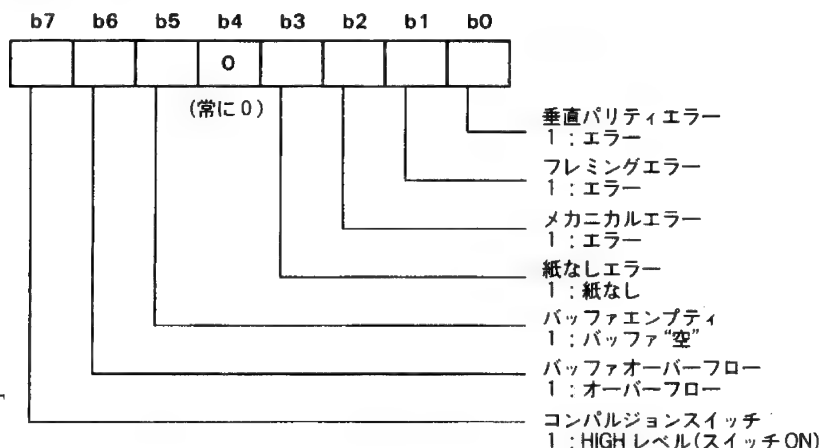 b7 b6 b5 b4 b3 b2 b1 b0
0
(常に0)
垂直パリティエラー
1：エラー
フレミングエラー
1：エラー
メカニカルエラー
1：エラー
紙なしエラー
1：紙なし
バッファエンプティ
1：バッファ“空”
バッファオーバーフロー
1：オーバーフロー
コンパルジョンスイッチ
1：HIGHレベル(スイッチON)